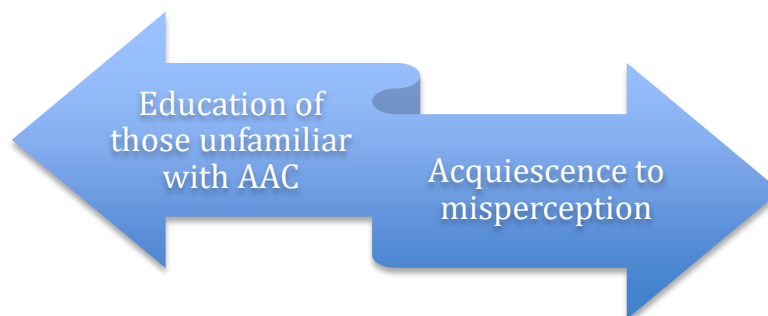 Education of
those unfamiliar
with AAC
Acquiescence to
misperception